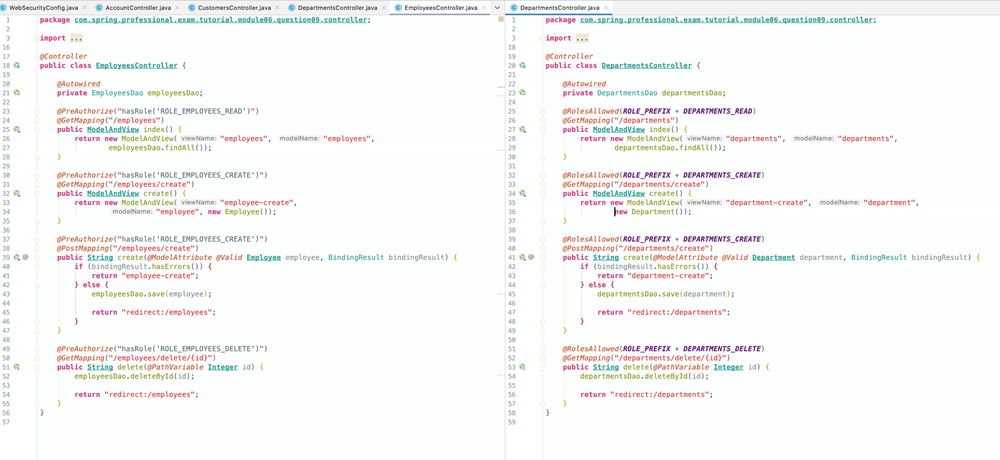 WebSecurityConfig.java AccountController.java CustomersController.java DepartmentsController.java EmployeesController.java
1 package com.spring.professional.exam.tutorial.module06.question09.controller;
2
3 import ...
16
17 @Controller
18 public class EmployeesController {
19
20 @Autowired
21 private EmployeesDao employeesDao;
22
23 @PreAuthorize("hasRole('ROLE_EMPLOYEES_READ')")
24 @GetMapping("/employees")
25 public ModelAndView index() {
26 return new ModelAndView( viewName: "employees", modelName: "employees",
27 employeesDao.findAll());
28 }
29
30 @PreAuthorize("hasRole('ROLE_EMPLOYEES_CREATE')")
31 @GetMapping("/employees/create")
32 public ModelAndView create() {
33 return new ModelAndView( viewName: "employee-create",
34 modelName: "employee", new Employee());
35 }
36
37 @PreAuthorize("hasRole('ROLE_EMPLOYEES_CREATE')")
38 @PostMapping("/employees/create")
39 @ public String create(@ModelAttribute @Valid Employee employee, BindingResult bindingResult) {
40 if (bindingResult.hasErrors()) {
41 return "employee-create";
42 } else {
43 employeesDao.save(employee);
44
45 return "redirect:/employees";
46 }
47 }
48
49 @PreAuthorize("hasRole('ROLE_EMPLOYEES_DELETE')")
50 @GetMapping("/employees/delete/{id}")
51 public String delete(@PathVariable Integer id) {
52 employeesDao.deleteById(id);
53
54 return "redirect:/employees";
55 }
56 }
57
DepartmentsController.java
1 package com.spring.professional.exam.tutorial.module06.question09.controller;
2
3 import ...
18
19 @Controller
20 public class DepartmentsController {
21
22 @Autowired
23 private DepartmentsDao departmentsDao;
24
25 @RolesAllowed(ROLE_PREFIX + DEPARTMENTS_READ)
26 @GetMapping("/departments")
27 public ModelAndView index() {
28 return new ModelAndView( viewName: "departments", modelName: "departments",
29 departmentsDao.findAll());
30 }
31
32 @RolesAllowed(ROLE_PREFIX + DEPARTMENTS_CREATE)
33 @GetMapping("/departments/create")
34 public ModelAndView create() {
35 return new ModelAndView( viewName: "department-create", modelName: "department",
36 new Department());
37 }
38
39 @RolesAllowed(ROLE_PREFIX + DEPARTMENTS_CREATE)
40 @PostMapping("/departments/create")
41 @ public String create(@ModelAttribute @Valid Department department, BindingResult bindingResult) {
42 if (bindingResult.hasErrors()) {
43 return "department-create";
44 } else {
45 departmentsDao.save(department);
46
47 return "redirect:/departments";
48 }
49 }
50
51 @RolesAllowed(ROLE_PREFIX + DEPARTMENTS_DELETE)
52 @GetMapping("/departments/delete/{id}")
53 public String delete(@PathVariable Integer id) {
54 departmentsDao.deleteById(id);
55
56 return "redirect:/departments";
57 }
58 }
59